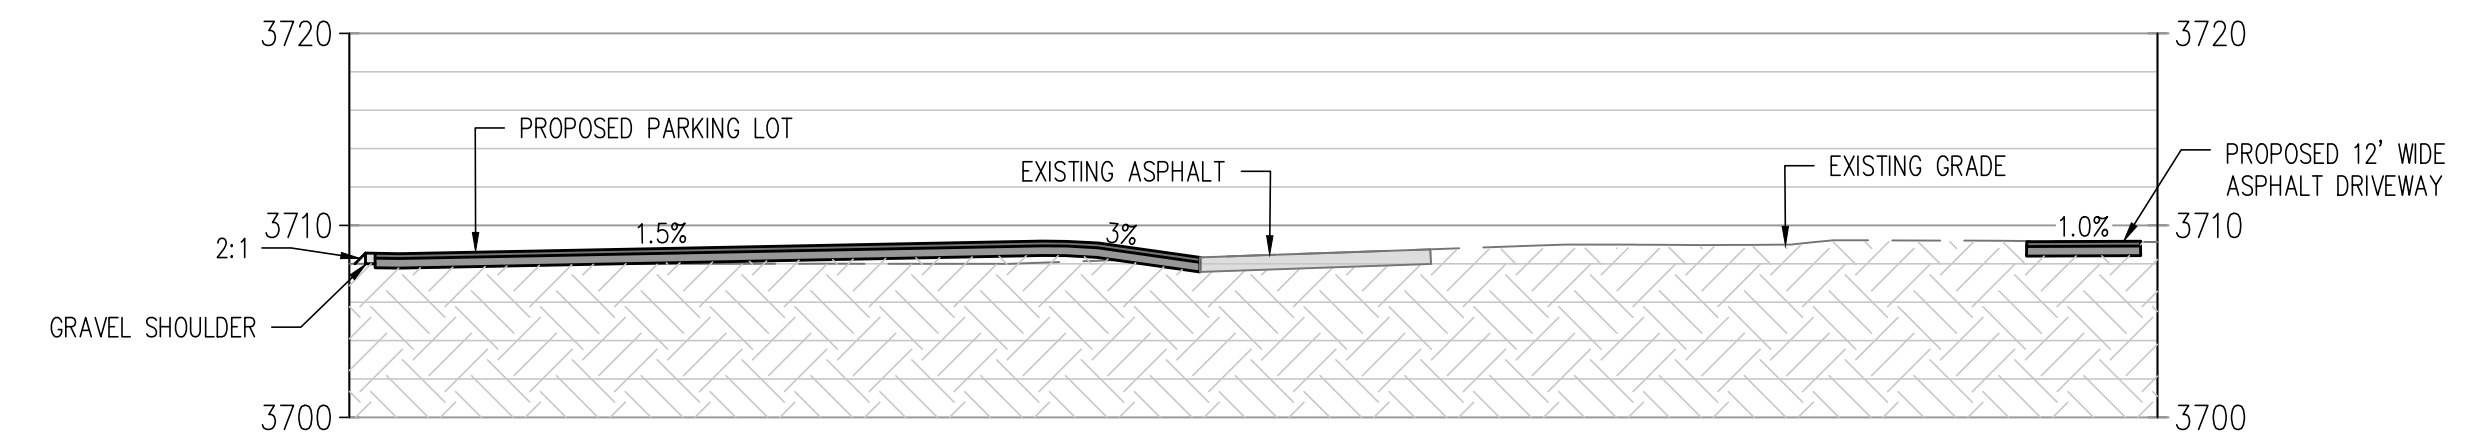 3720
3720
PROPOSED PARKING LOT
EXISTING ASPHALT
EXISTING GRADE
PROPOSED 12' WIDE
ASPHALT DRIVEWAY
3710
1.5%
3%
1.0%
3710
2:1
GRAVEL SHOULDER
3700
3700